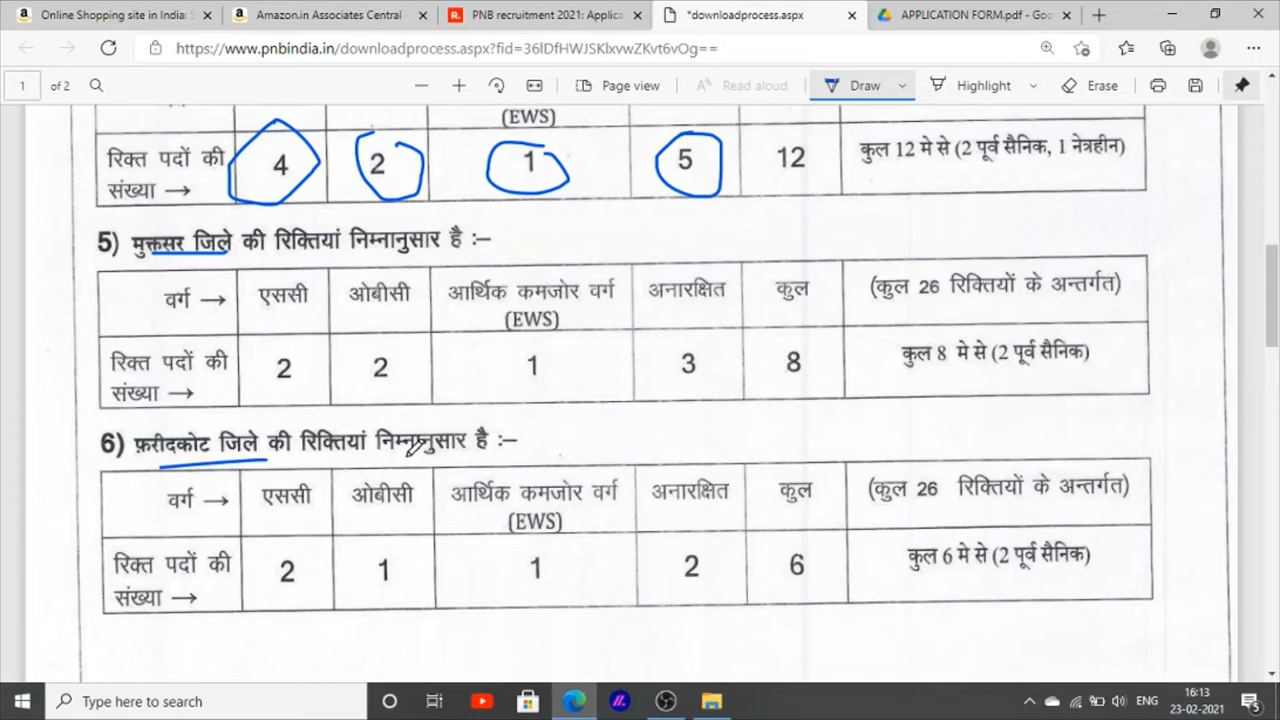 Online Shopping site in India: S
Amazon.in Associates Central -
PNB recruitment 2021: Applica
*downloadprocess.aspx
APPLICATION FORM.pdf - Goo
https://www.pnbindia.in/downloadprocess.aspx?fid=36lDfHWJSKlxvwZKvt6vOg==
1 of 2
Page view
Read aloud
Draw
Highlight
Erase
(EWS)
रिक्त पदों की 4 2 1 5 12 कुल 12 मे से (2 पूर्व सैनिक, 1 नेत्रहीन)
संख्या →
5) मुक्तसर जिले की रिक्तियां निम्नानुसार है :–
वर्ग → एससी ओबीसी आर्थिक कमजोर वर्ग अनारक्षित कुल (कुल 26 रिक्तियों के अन्तर्गत)
(EWS)
रिक्त पदों की 2 2 1 3 8 कुल 8 मे से (2 पूर्व सैनिक)
संख्या →
6) फ़रीदकोट जिले की रिक्तियां निम्नानुसार है :–
वर्ग → एससी ओबीसी आर्थिक कमजोर वर्ग अनारक्षित कुल (कुल 26 रिक्तियों के अन्तर्गत)
(EWS)
रिक्त पदों की 2 1 1 2 6 कुल 6 मे से (2 पूर्व सैनिक)
संख्या →
Type here to search
ENG
16:13
23-02-2021
5